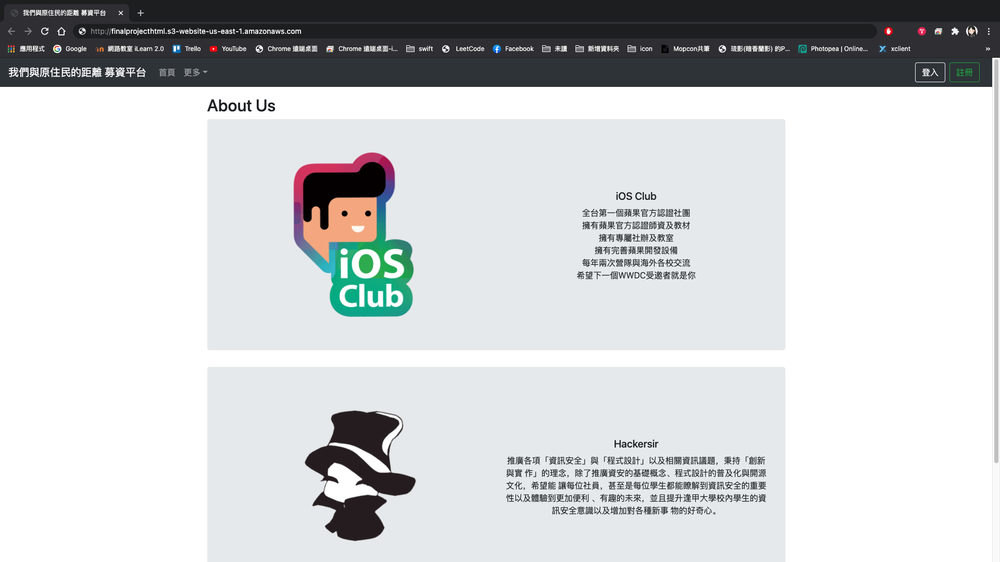 我們與原住民的距離 募資平台
http://finalprojecthtml.s3-website-us-east-1.amazonaws.com
應用程式 Google 網路教室 iLearn 2.0 Trello YouTube Chrome 遠端桌面 Chrome 遠端桌面-i... swift LeetCode Facebook 未讀 新增資料夾 icon Mopcon共筆 琉影(暗香蘭影) 的P... Photopea | Online... xclient »
我們與原住民的距離 募資平台 首頁 更多 登入 註冊
About Us
iOS Club
iOS Club
全台第一個蘋果官方認證社團
擁有蘋果官方認證師資及教材
擁有專屬社辦及教室
擁有完善蘋果開發設備
每年兩次營隊與海外各校交流
希望下一個WWDC受邀者就是你
Hackersir
推廣各項「資訊安全」與「程式設計」以及相關資訊議題，秉持「創新
與實 作」的理念，除了推廣資安的基礎概念、程式設計的普及化與開源
文化，希望能 讓每位社員，甚至是每位學生都能瞭解到資訊安全的重要
性以及體驗到更加便利 、有趣的未來，並且提升逢甲大學校內學生的資
訊安全意識以及增加對各種新事 物的好奇心。